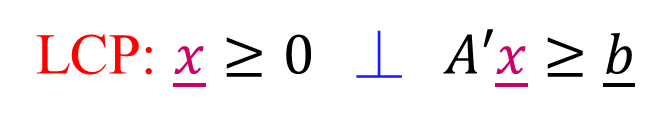 LCP: x ≥ 0 ⊥ A′x ≥ b